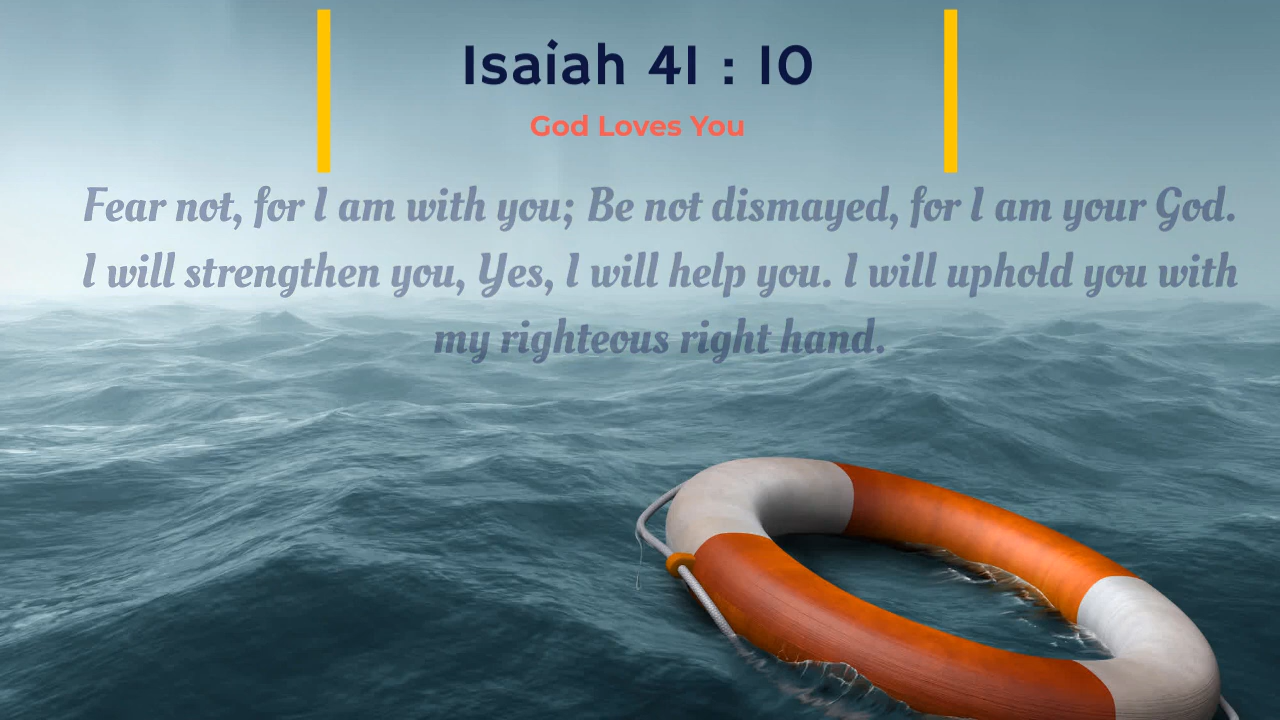 Isaiah 41 : 10
God Loves You
Fear not, for I am with you; Be not dismayed, for I am your God.
I will strengthen you, Yes, I will help you. I will uphold you with
my righteous right hand.